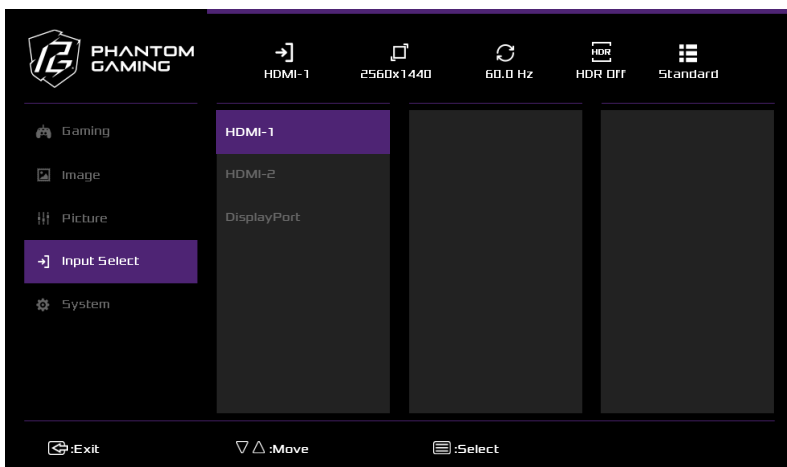 PHANTOM
GAMING
HDMI-1
2560x1440
60.0 Hz
HDR
HDR Off
Standard
Gaming
Image
Picture
Input Select
System
HDMI-1
HDMI-2
DisplayPort
:Exit
:Move
:Select